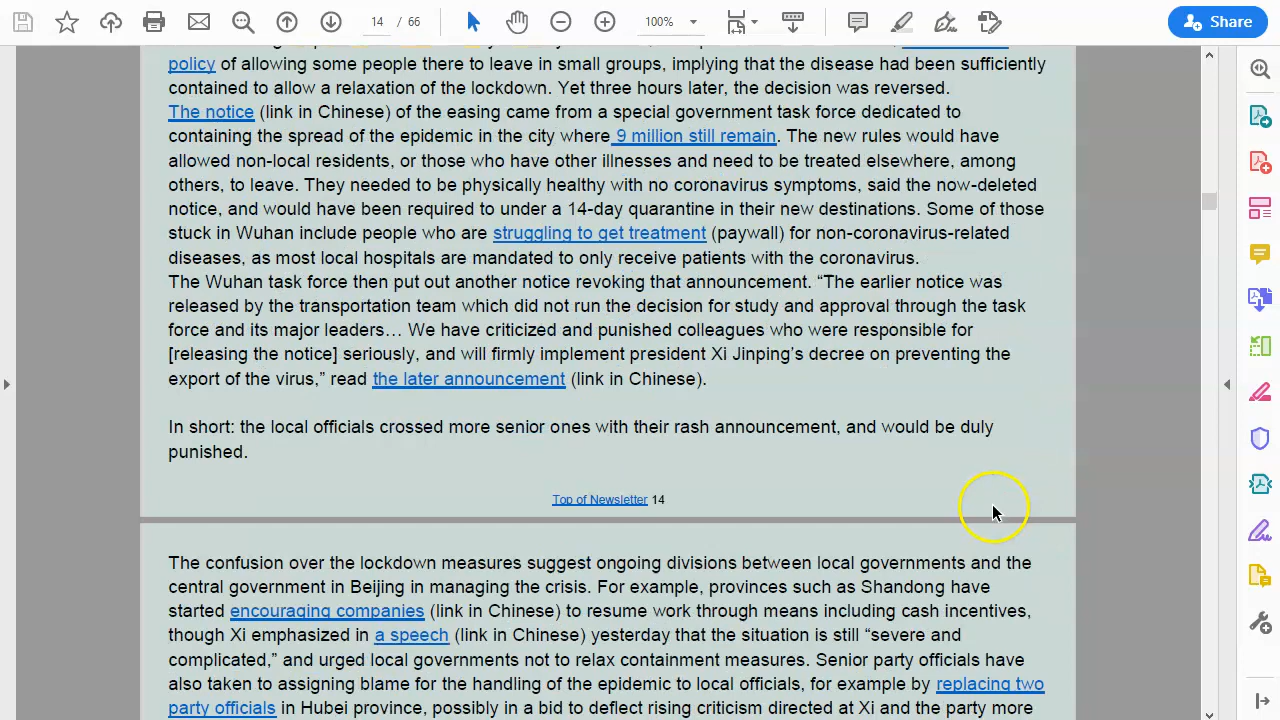 14 / 66
100%
Share
policy of allowing some people there to leave in small groups, implying that the disease had been sufficiently
contained to allow a relaxation of the lockdown. Yet three hours later, the decision was reversed.
The notice (link in Chinese) of the easing came from a special government task force dedicated to
containing the spread of the epidemic in the city where 9 million still remain. The new rules would have
allowed non-local residents, or those who have other illnesses and need to be treated elsewhere, among
others, to leave. They needed to be physically healthy with no coronavirus symptoms, said the now-deleted
notice, and would have been required to under a 14-day quarantine in their new destinations. Some of those
stuck in Wuhan include people who are struggling to get treatment (paywall) for non-coronavirus-related
diseases, as most local hospitals are mandated to only receive patients with the coronavirus.
The Wuhan task force then put out another notice revoking that announcement. “The earlier notice was
released by the transportation team which did not run the decision for study and approval through the task
force and its major leaders… We have criticized and punished colleagues who were responsible for
[releasing the notice] seriously, and will firmly implement president Xi Jinping’s decree on preventing the
export of the virus,” read the later announcement (link in Chinese).
In short: the local officials crossed more senior ones with their rash announcement, and would be duly
punished.
Top of Newsletter 14
The confusion over the lockdown measures suggest ongoing divisions between local governments and the
central government in Beijing in managing the crisis. For example, provinces such as Shandong have
started encouraging companies (link in Chinese) to resume work through means including cash incentives,
though Xi emphasized in a speech (link in Chinese) yesterday that the situation is still “severe and
complicated,” and urged local governments not to relax containment measures. Senior party officials have
also taken to assigning blame for the handling of the epidemic to local officials, for example by replacing two
party officials in Hubei province, possibly in a bid to deflect rising criticism directed at Xi and the party more